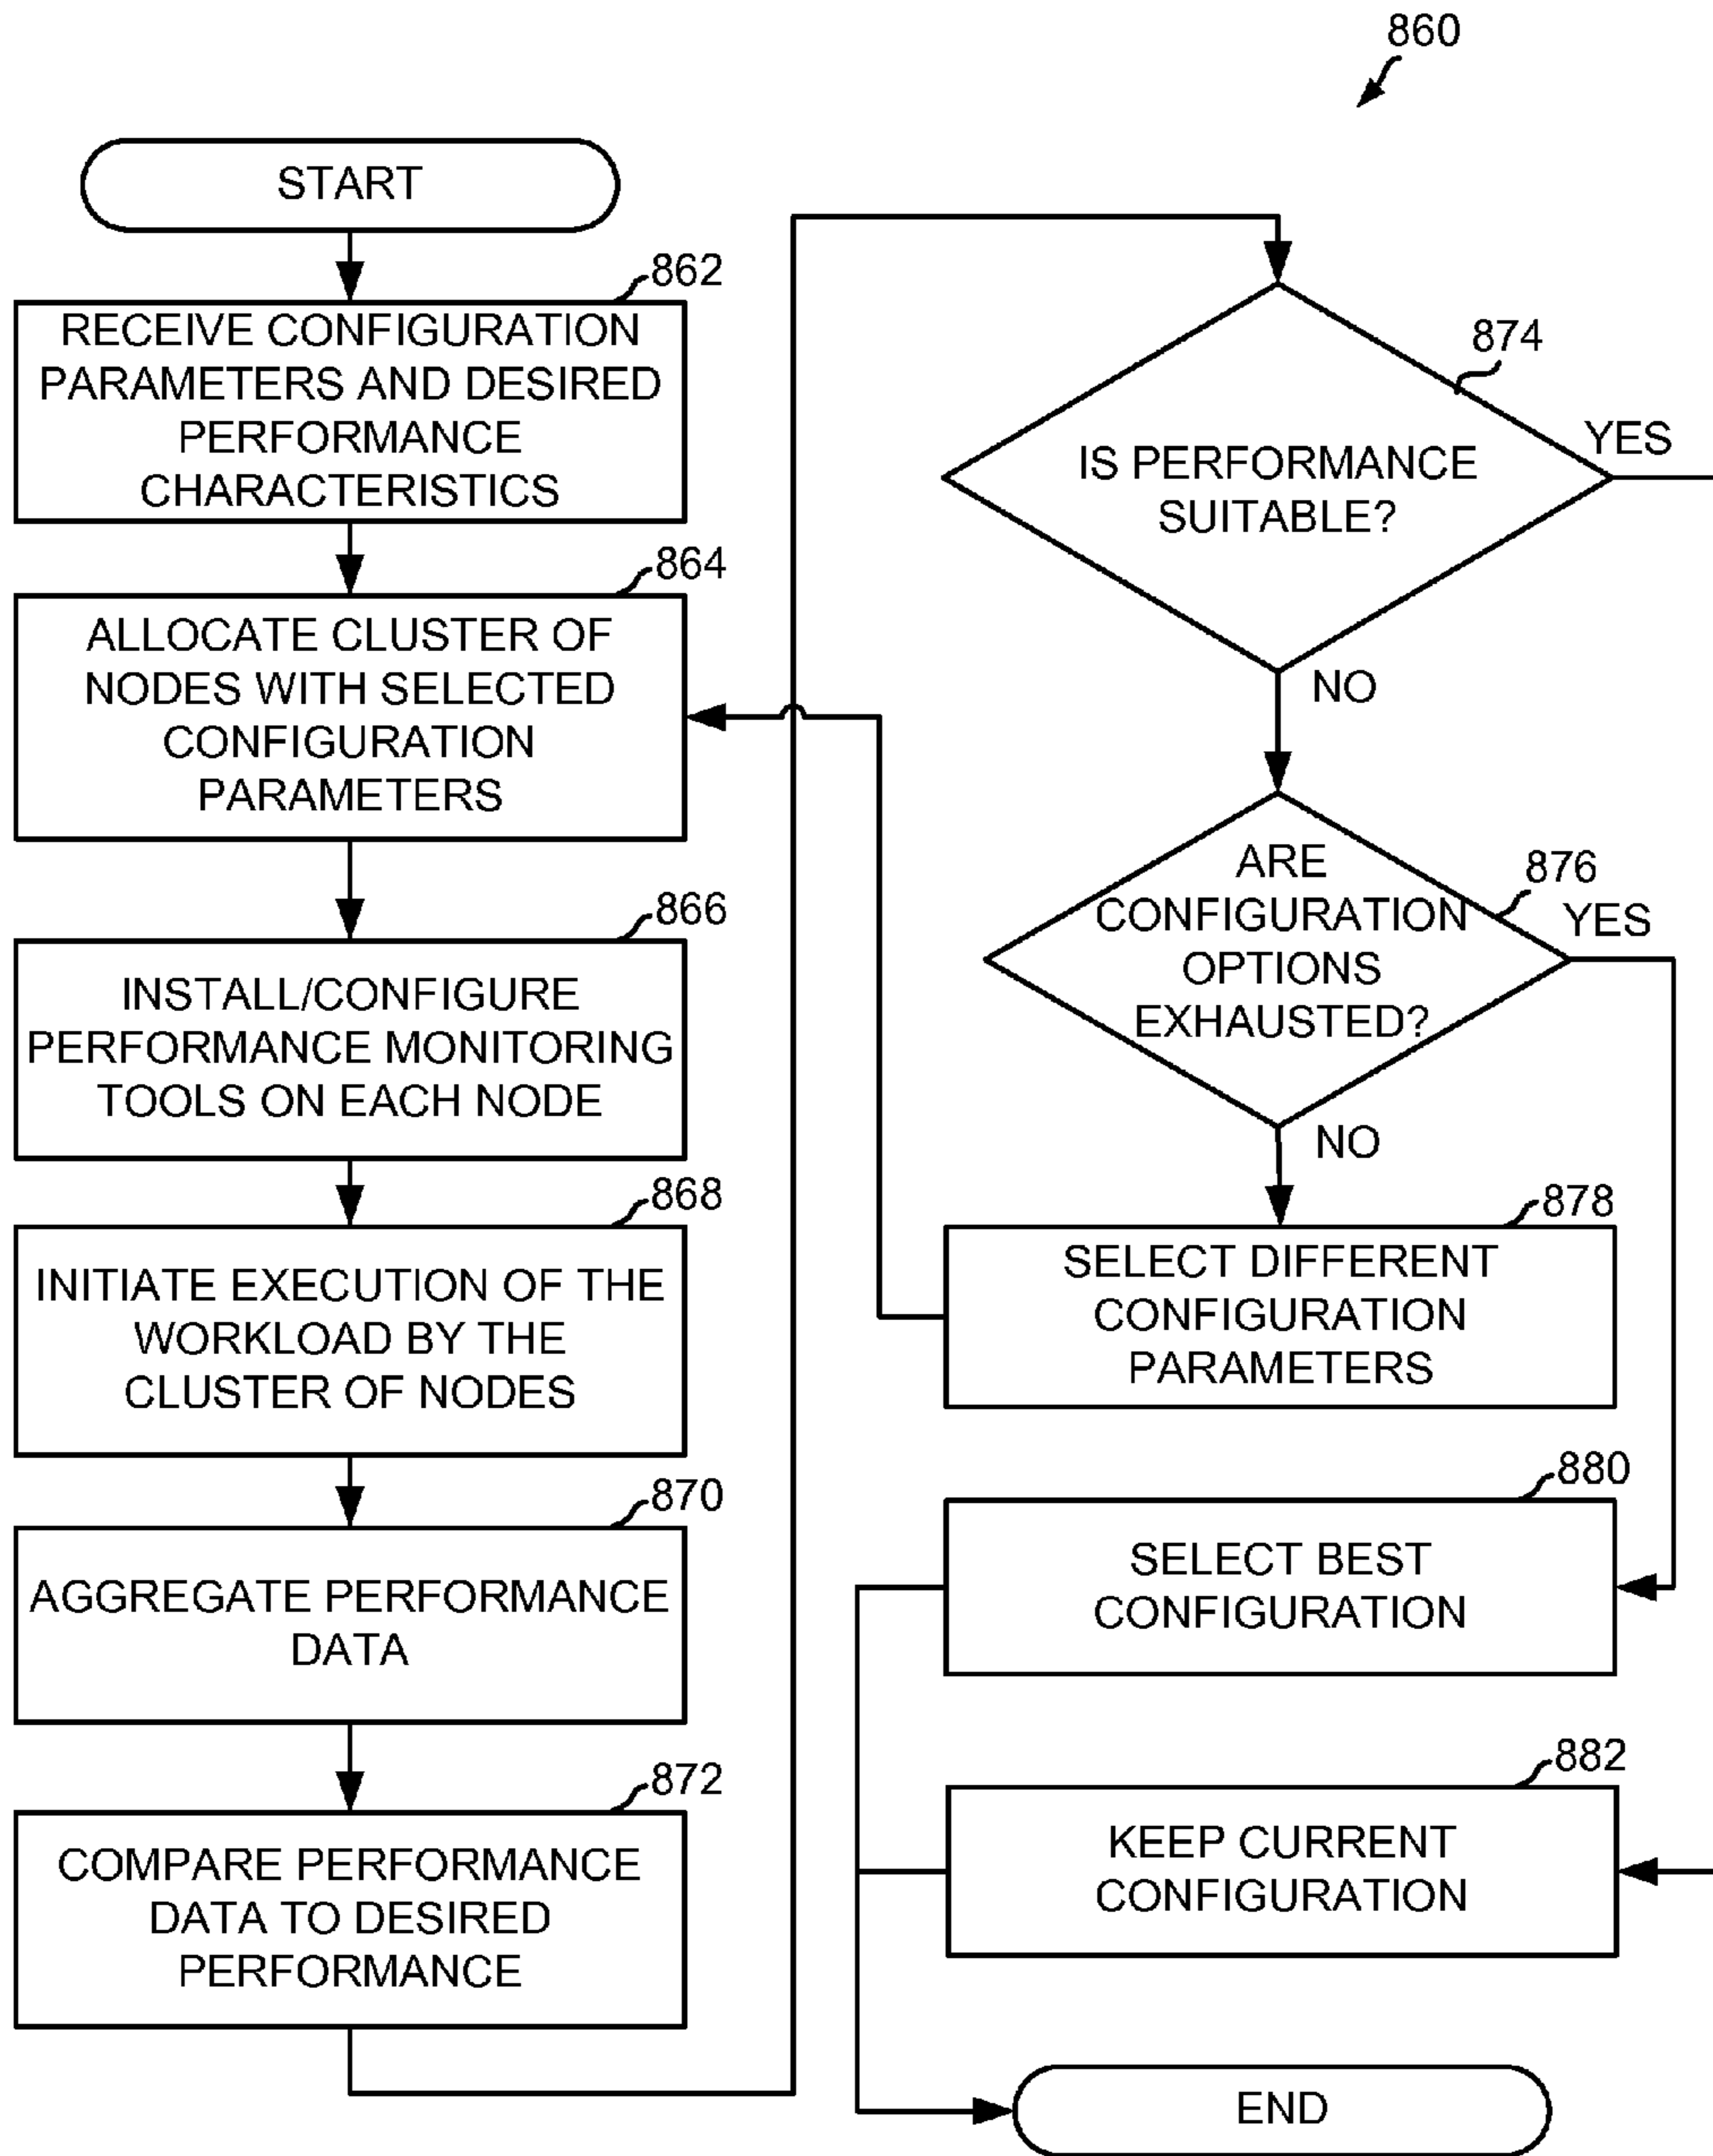 860
START
862
RECEIVE CONFIGURATION
PARAMETERS AND DESIRED
PERFORMANCE
CHARACTERISTICS
864
ALLOCATE CLUSTER OF
NODES WITH SELECTED
CONFIGURATION
PARAMETERS
866
INSTALL/CONFIGURE
PERFORMANCE MONITORING
TOOLS ON EACH NODE
868
INITIATE EXECUTION OF THE
WORKLOAD BY THE
CLUSTER OF NODES
870
AGGREGATE PERFORMANCE
DATA
872
COMPARE PERFORMANCE
DATA TO DESIRED
PERFORMANCE
874
YES
IS PERFORMANCE
SUITABLE?
NO
876
YES
ARE
CONFIGURATION
OPTIONS
EXHAUSTED?
NO
878
SELECT DIFFERENT
CONFIGURATION
PARAMETERS
880
SELECT BEST
CONFIGURATION
882
KEEP CURRENT
CONFIGURATION
END